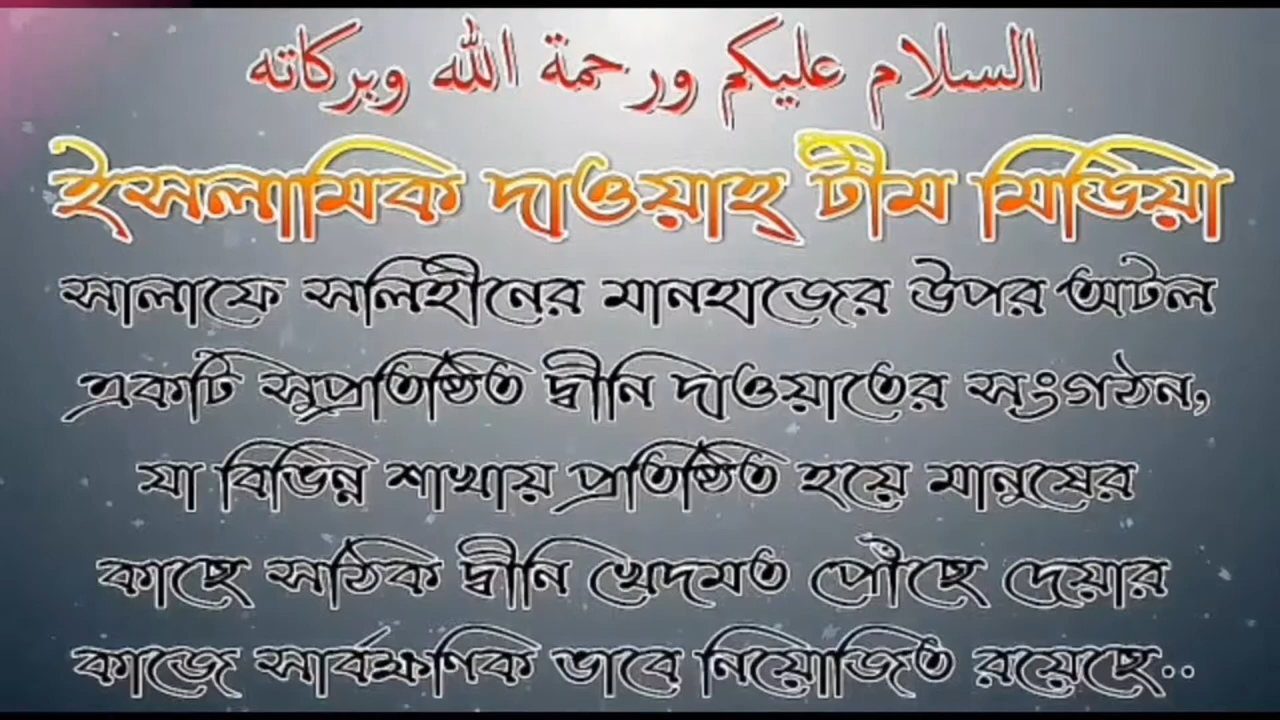 السلام عليكم ورحمة الله وبركاته
ইসলামিক দাওয়াহ্ টীম মিডিয়া
সালাফে সলিহীনের মানহাজের উপর অটল
একটি সুপ্রতিষ্ঠিত দ্বীনি দাওয়াতের সংগঠন,
যা বিভিন্ন শাখায় প্রতিষ্ঠিত হয়ে মানুষের
কাছে সঠিক দ্বীনি খেদমত পৌঁছে দেয়ার
কাজে সার্বক্ষণিক ভাবে নিয়োজিত রয়েছে..